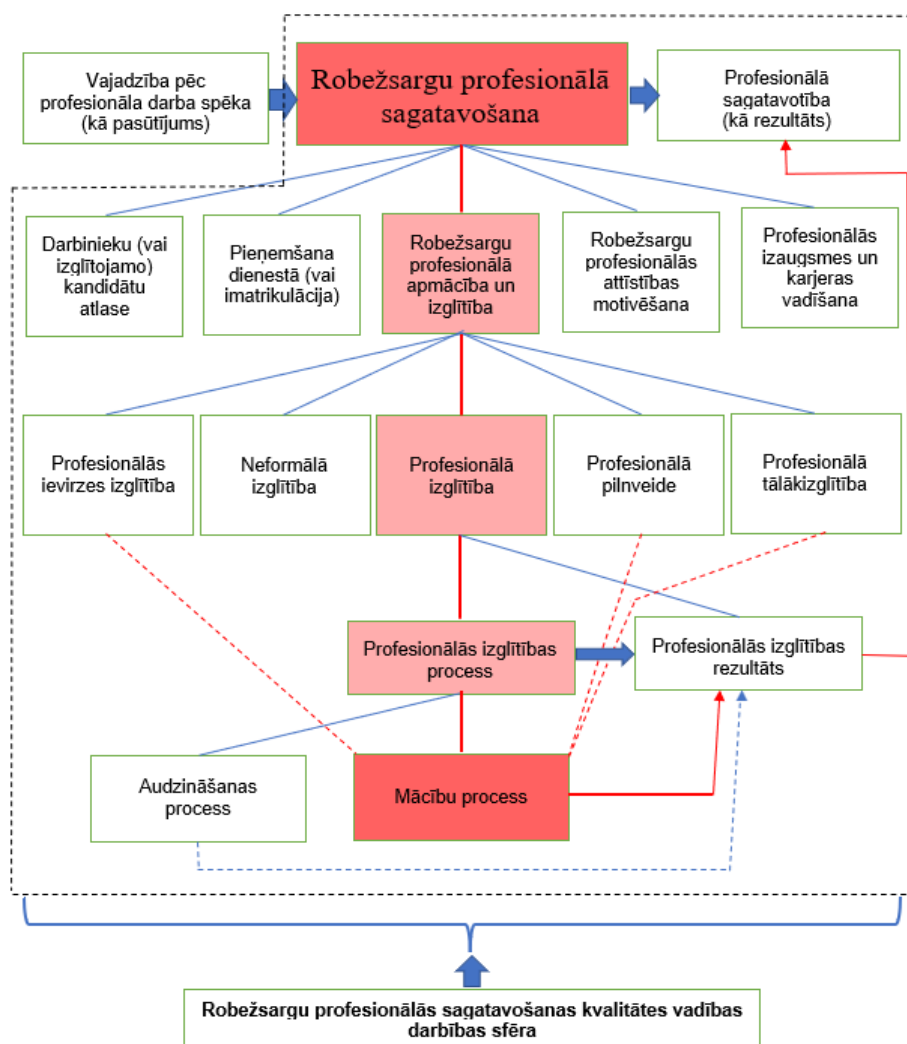 Vajadzība pēc
profesionāla darba spēka
(kā pasūtījums)
Robežsargu profesionālā
sagatavošana
Profesionālā
sagatavotība
(kā rezultāts)
Darbinieku (vai
izglītojamo)
kandidātu
atlase
Pieņemšana
dienestā (vai
imatrikulācija)
Robežsargu
profesionālā
apmācība un
izglītība
Robežsargu
profesionālās
attīstības
motivēšana
Profesionālās
izaugsmes un
karjeras
vadīšana
Profesionālās
ievirzes izglītība
Neformālā
izglītība
Profesionālā
izglītība
Profesionālā
pilnveide
Profesionālā
tālākizglītība
Profesionālās izglītības
process
Profesionālās izglītības
rezultāts
Audzināšanas
process
Mācību process
Robežsargu profesionālās sagatavošanas kvalitātes vadības
darbības sfēra